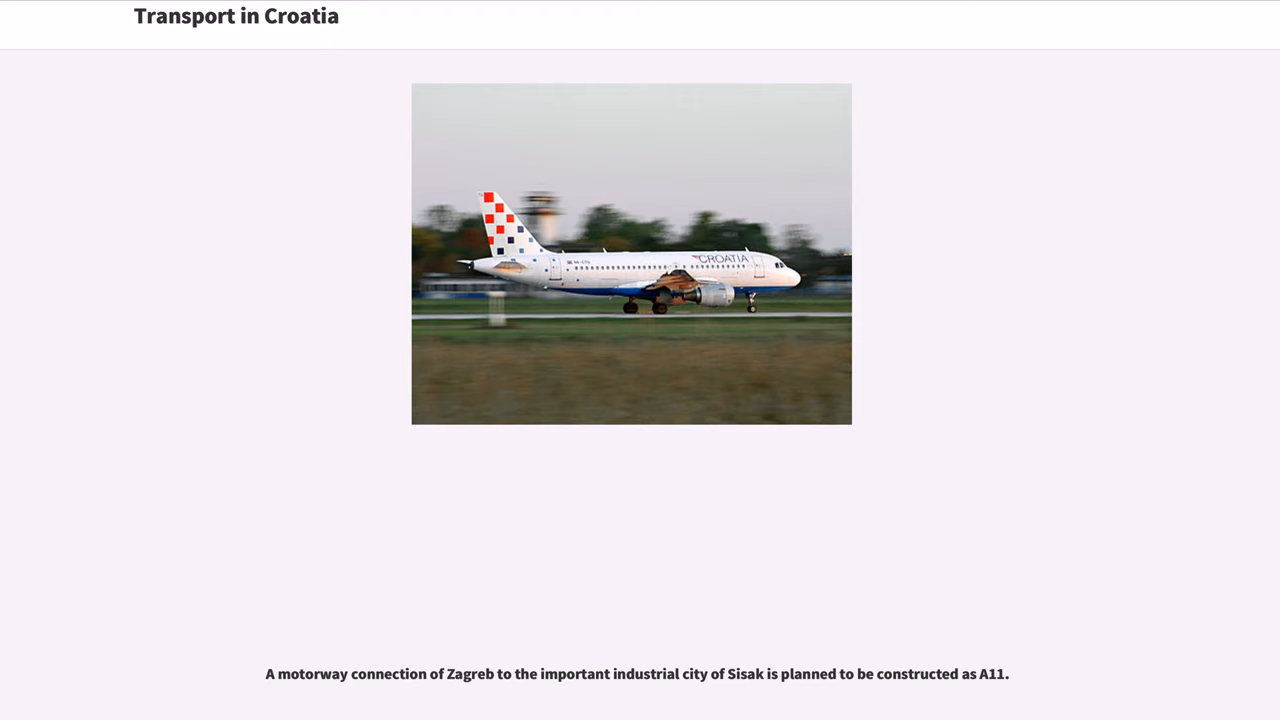 Transport in Croatia
CROATIA
A motorway connection of Zagreb to the important industrial city of Sisak is planned to be constructed as A11.